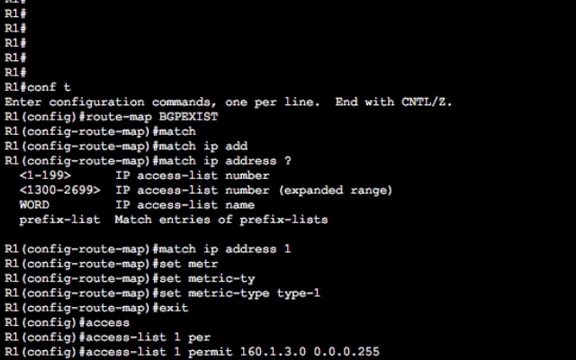 R1#
R1#
R1#
R1#
R1#
R1#conf t
Enter configuration commands, one per line.  End with CNTL/Z.
R1(config)#route-map BGPEXIST
R1(config-route-map)#match
R1(config-route-map)#match ip add
R1(config-route-map)#match ip address ?
  <1-199>      IP access-list number
  <1300-2699>  IP access-list number (expanded range)
  WORD         IP access-list name
  prefix-list  Match entries of prefix-lists
R1(config-route-map)#match ip address 1
R1(config-route-map)#set metr
R1(config-route-map)#set metric-ty
R1(config-route-map)#set metric-type type-1
R1(config-route-map)#exit
R1(config)#access
R1(config)#access-list 1 per
R1(config)#access-list 1 permit 160.1.3.0 0.0.0.255